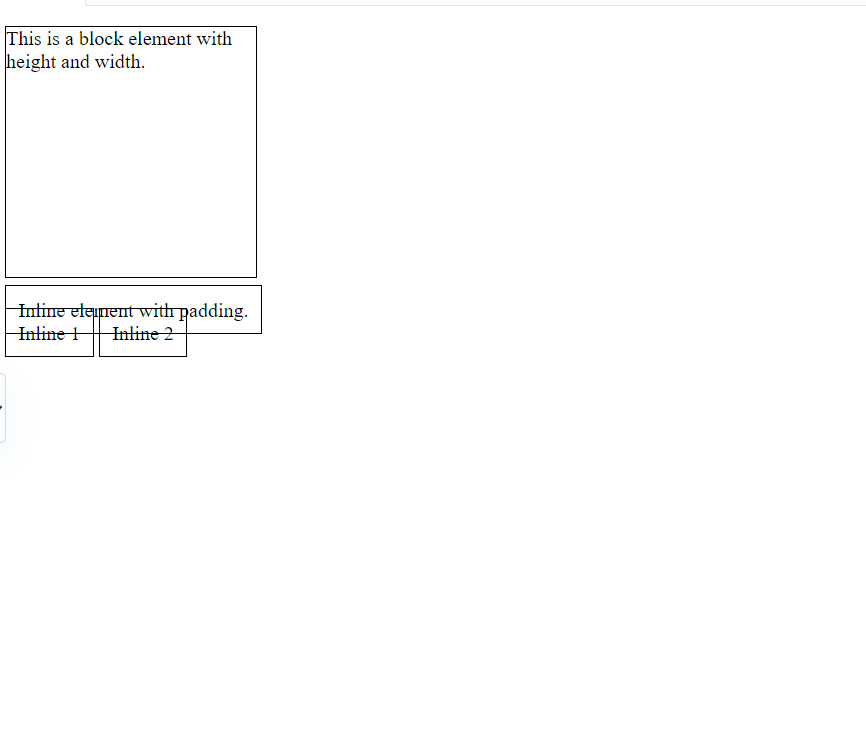 This is a block element with
height and width.
Inline element with padding.
Inline 1 Inline 2